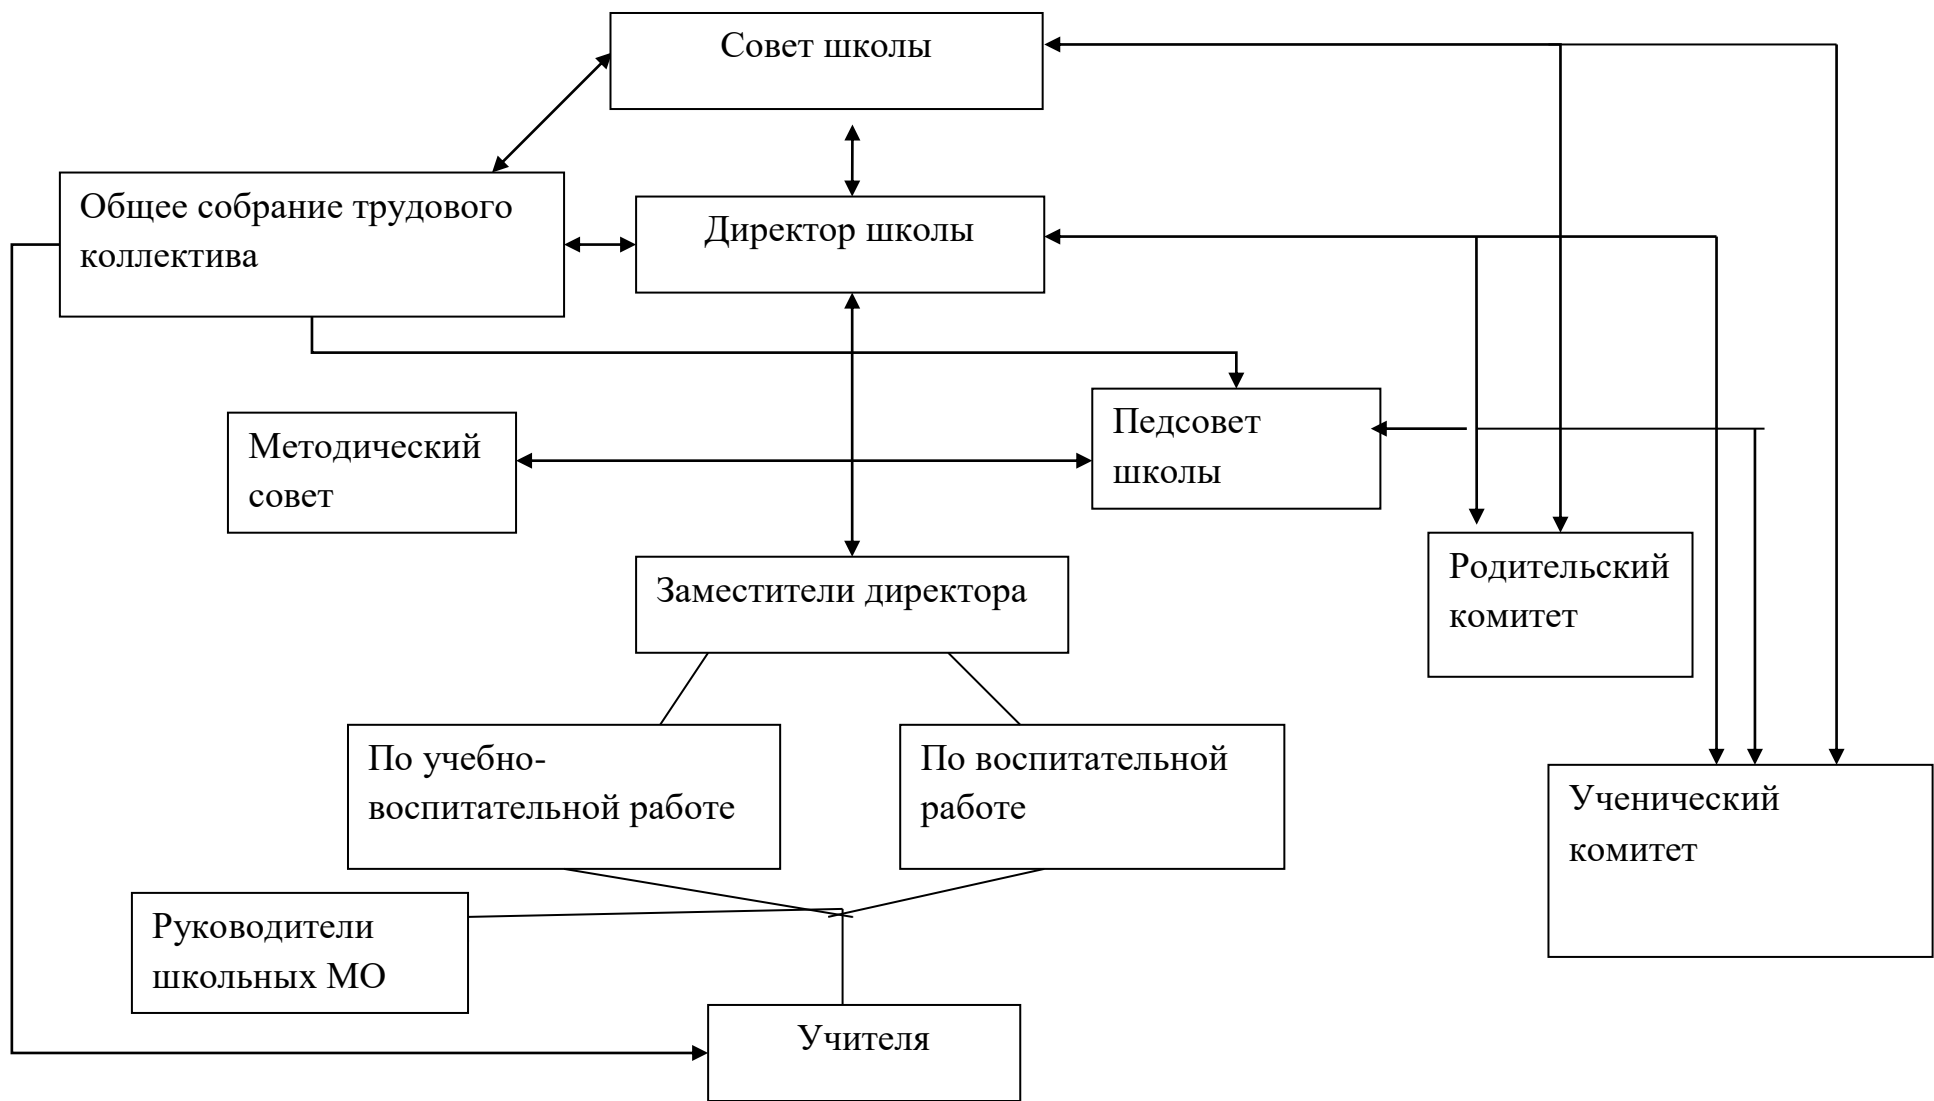 Совет школы
Общее собрание трудового
коллектива
Директор школы
Методический
совет
Педсовет
школы
Родительский
комитет
Заместители директора
По учебно-
воспитательной работе
По воспитательной
работе
Ученический
комитет
Руководители
школьных МО
Учителя